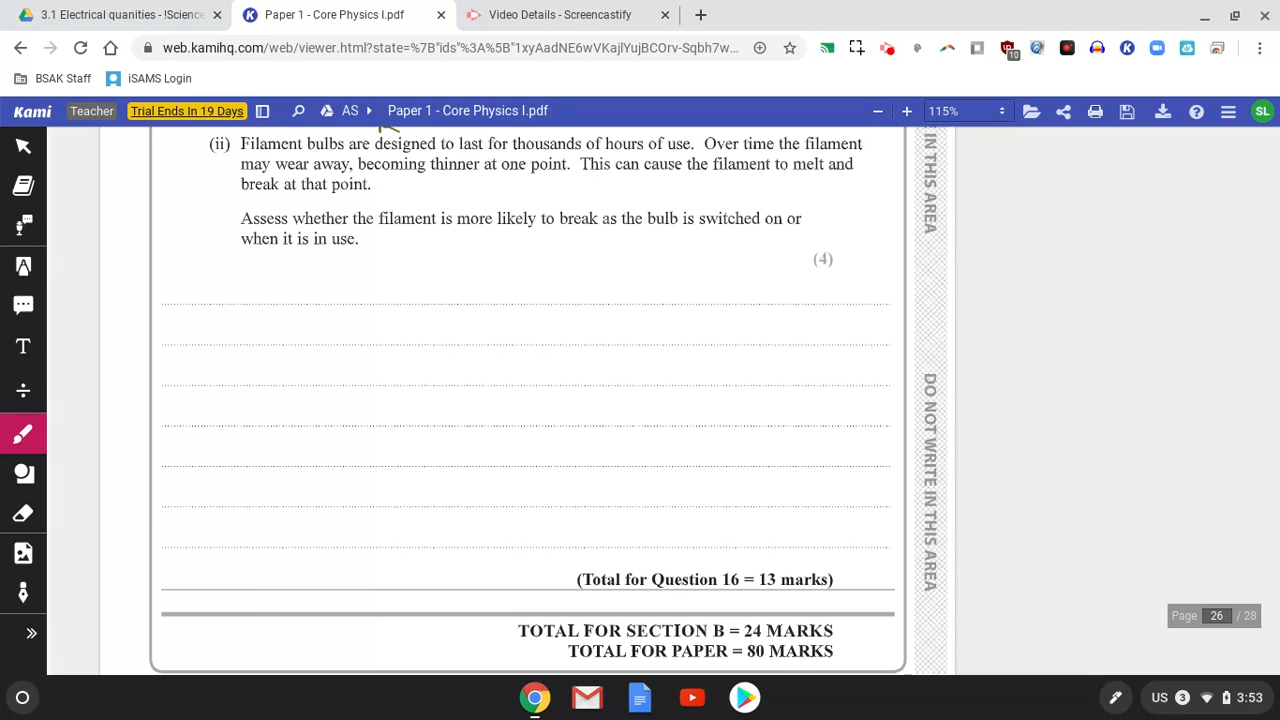 3.1 Electrical quanities - !Science
Paper 1 - Core Physics I.pdf
Video Details - Screencastify
web.kamihq.com/web/viewer.html?state=%7B"ids"%3A%5B"1xyAadNE6wVKajlYujBCOrv-Sqbh7w...
10
BSAK Staff
iSAMS Login
Kami
Teacher
Trial Ends In 19 Days
AS
Paper 1 - Core Physics I.pdf
115%
SL
(ii) Filament bulbs are designed to last for thousands of hours of use. Over time the filament
may wear away, becoming thinner at one point. This can cause the filament to melt and
break at that point.
Assess whether the filament is more likely to break as the bulb is switched on or
when it is in use.
(4)
IN THIS AREA
DO NOT WRITE IN THIS AREA
(Total for Question 16 = 13 marks)
TOTAL FOR SECTION B = 24 MARKS
TOTAL FOR PAPER = 80 MARKS
Page 26 / 28
US 3 3:53